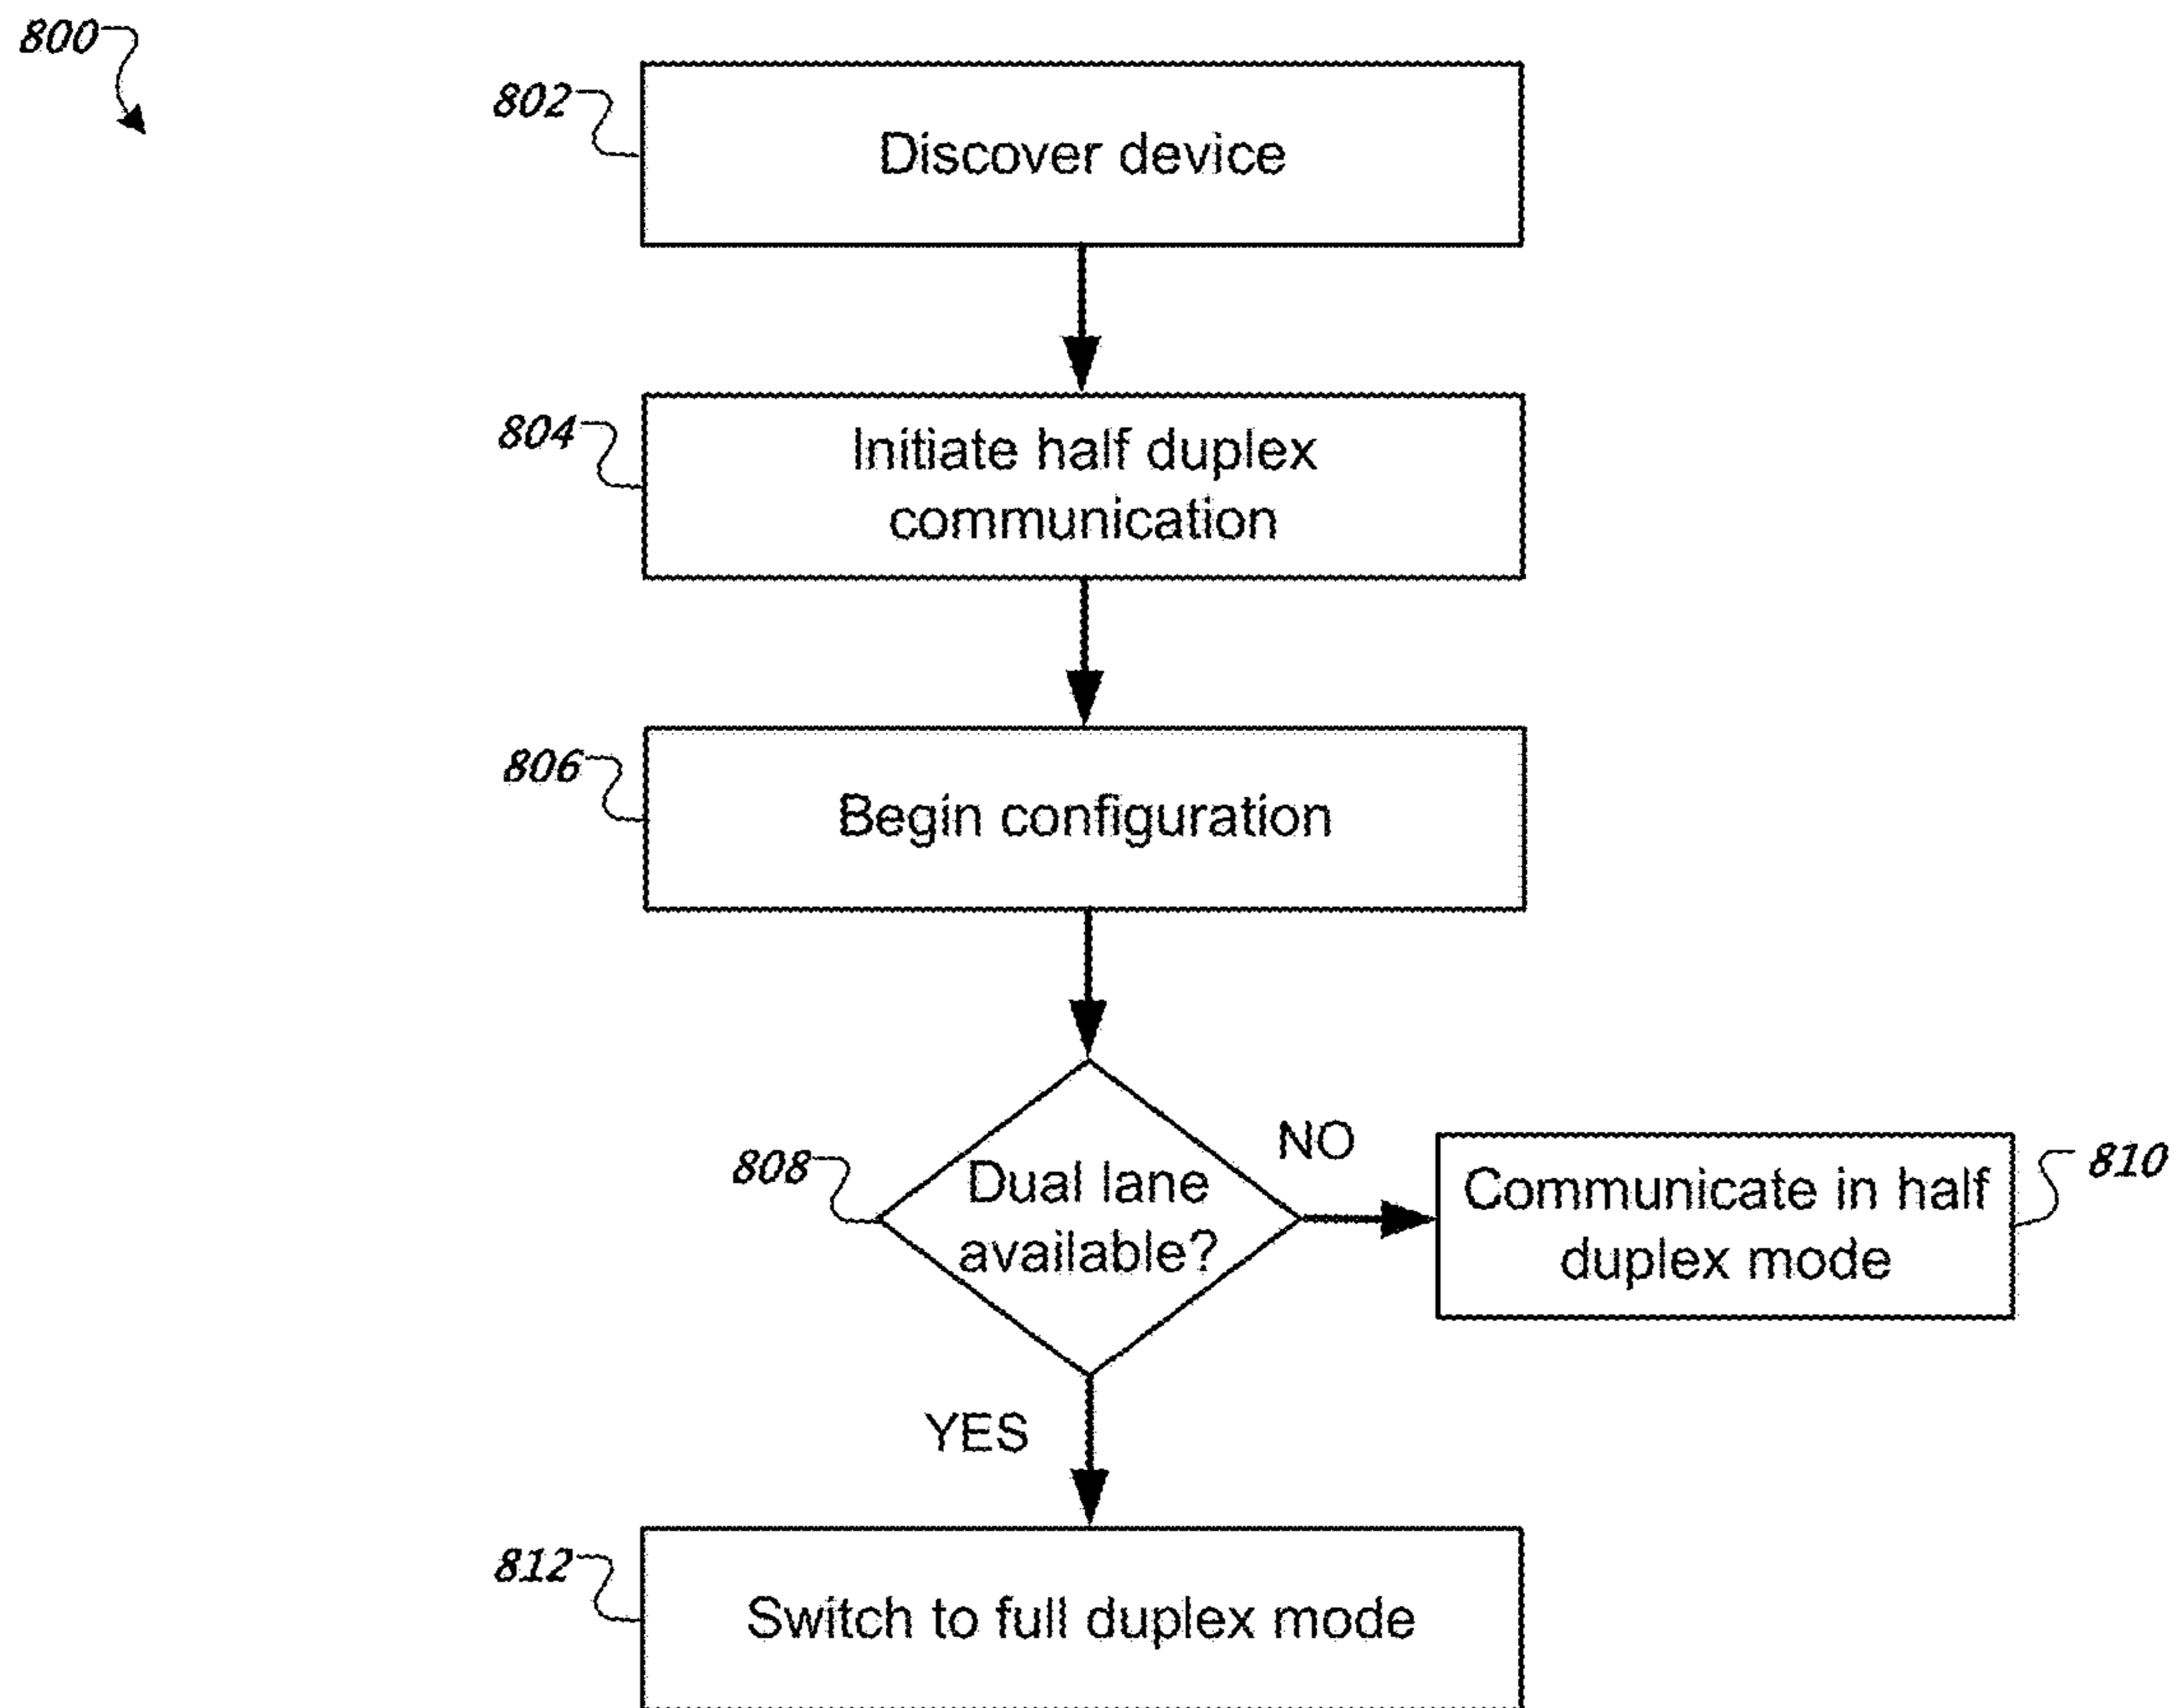 800
802
Discover device
804
Initiate half duplex
communication
806
Begin configuration
808
Dual lane
available?
NO
Communicate in half
duplex mode
810
YES
812
Switch to full duplex mode